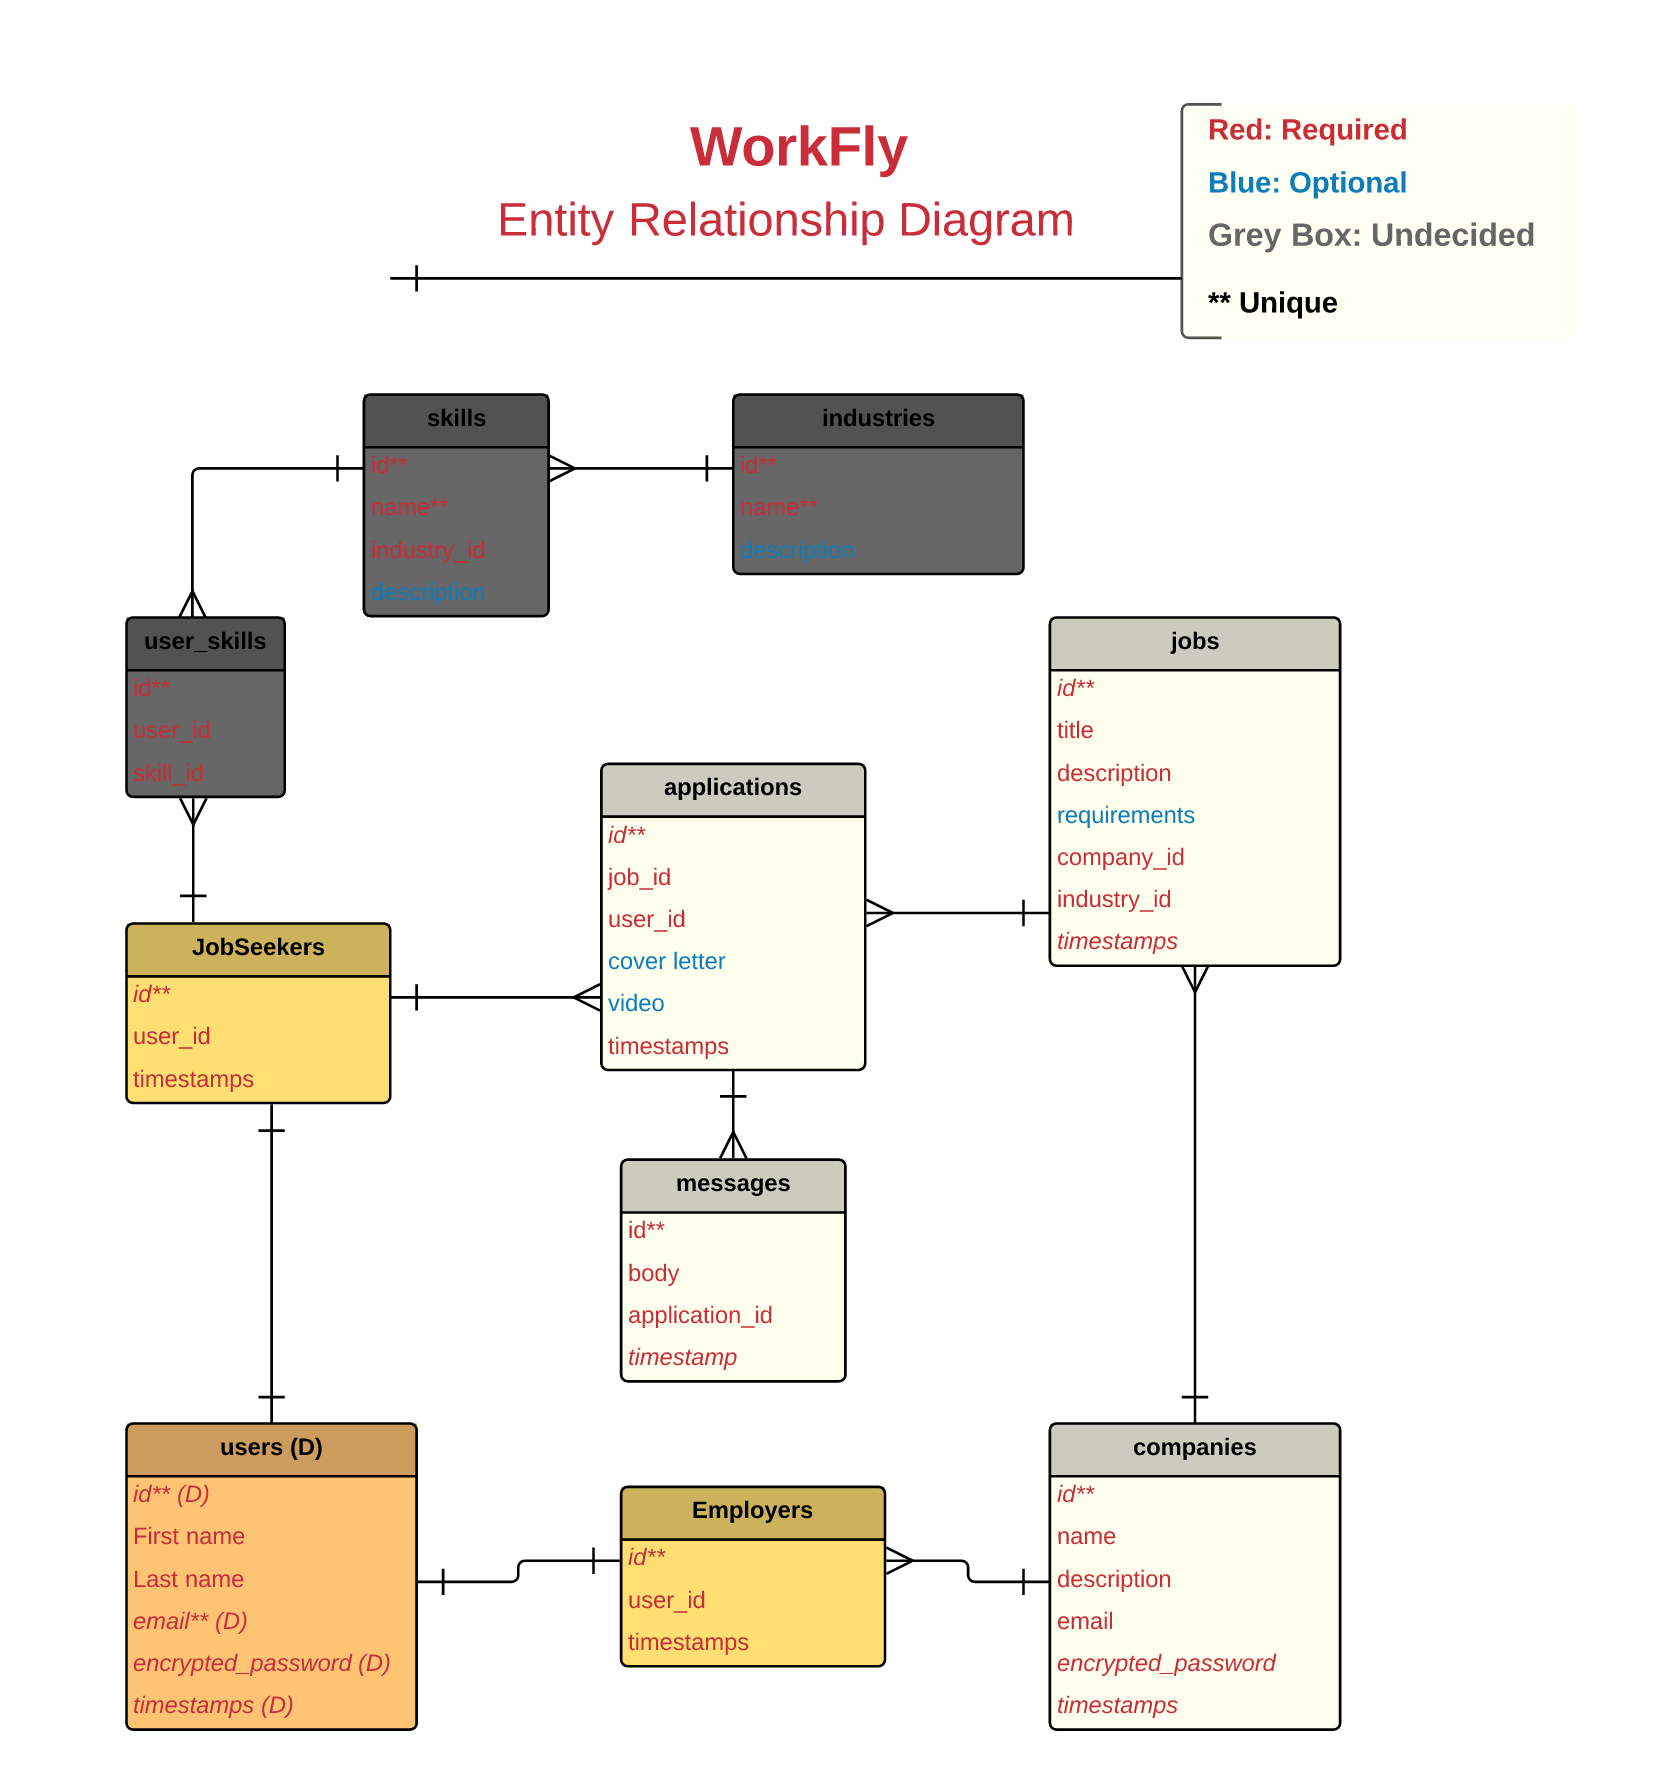 WorkFly
Entity Relationship Diagram
Red: Required
Blue: Optional
Grey Box: Undecided
** Unique
skills
id**
name**
industry_id
description
industries
id**
name**
description
user_skills
id**
user_id
skill_id
jobs
id**
title
description
requirements
company_id
industry_id
timestamps
applications
id**
job_id
user_id
cover letter
video
timestamps
JobSeekers
id**
user_id
timestamps
messages
id**
body
application_id
timestamp
users (D)
id** (D)
First name
Last name
email** (D)
encrypted_password (D)
timestamps (D)
Employers
id**
user_id
timestamps
companies
id**
name
description
email
encrypted_password
timestamps